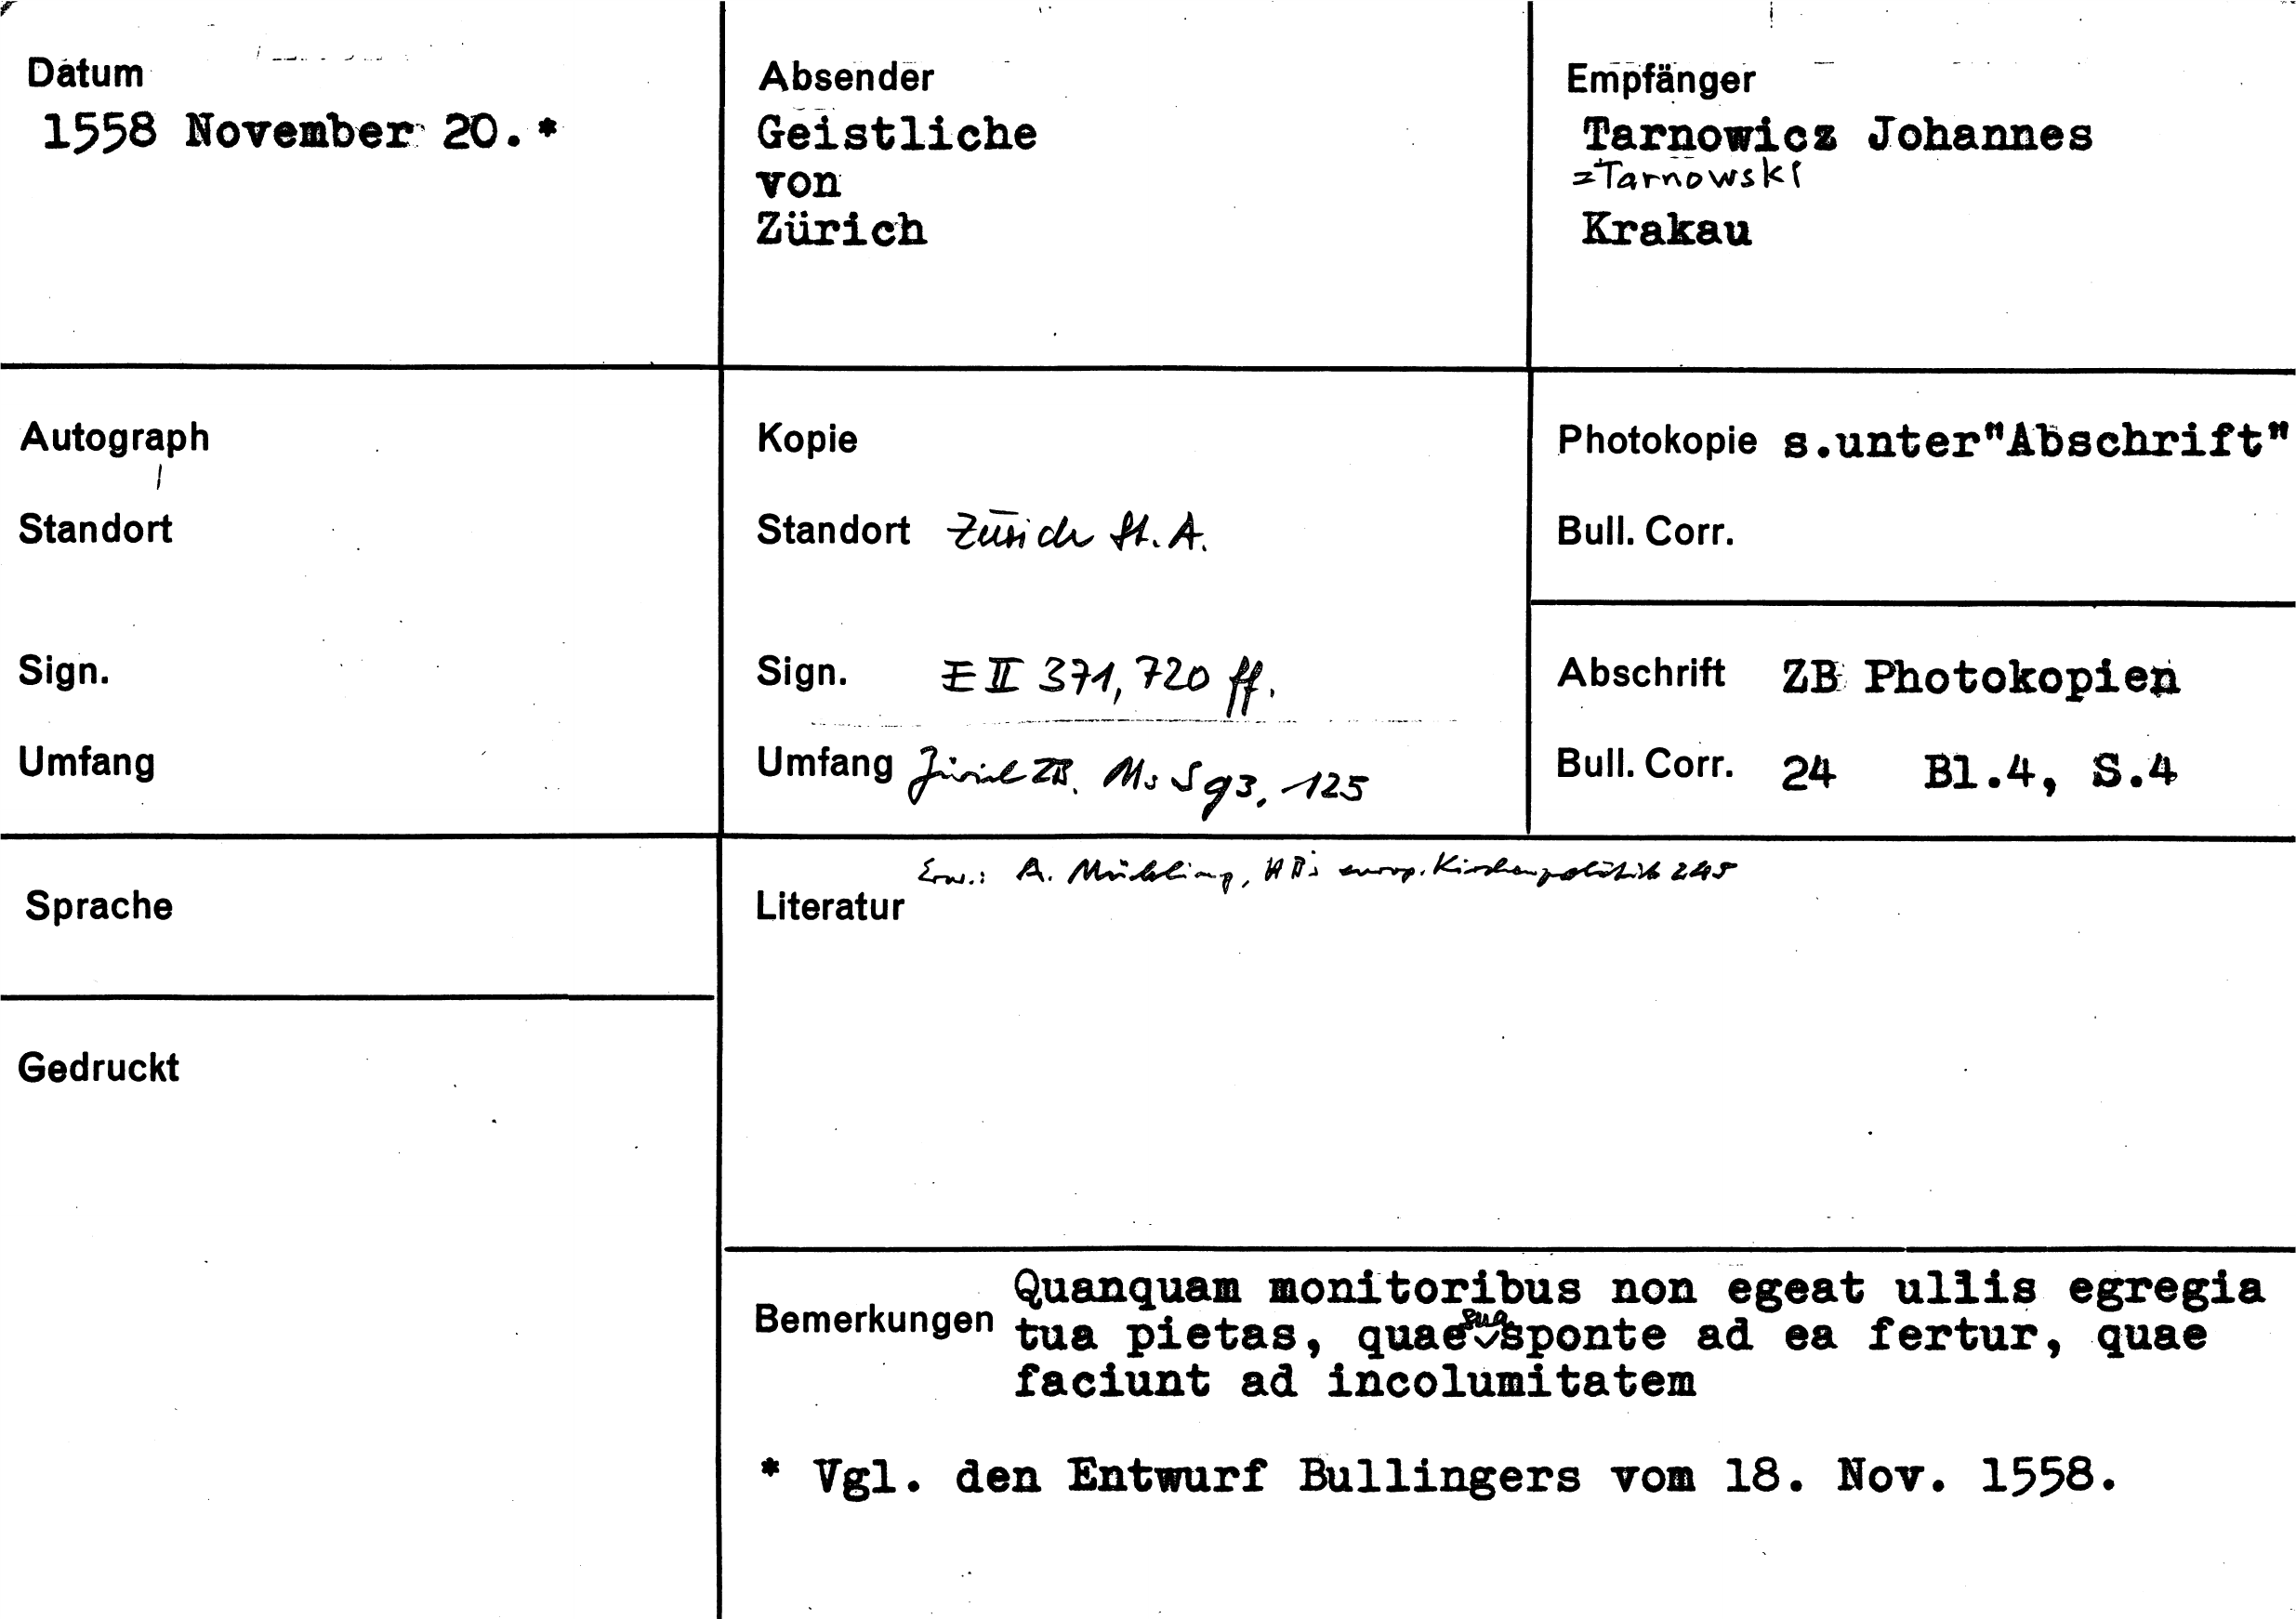 Datum
1558 November 20.*
Absender
Geistliche
von
Zürich
Empfänger
Tarnowicz Johannes
=Tarnowski
Krakau
Autograph
Standort
Sign.
Umfang
Kopie
Standort Zürich St. A.
Sign. E II 371, 720 ff.
Umfang Zürich ZB. Ms S 93, 125
Photokopie s.unter"Abschrift"
Bull. Corr.
Abschrift ZB Photokopien
Bull. Corr. 24 Bl.4, S.4
Sprache
Gedruckt
Erw.: A. Mühling, HB's europ. Kirchenpolitik 245
Literatur
Bemerkungen
Quanquam monitoribus non egeat ullis egregia
tua pietas, quae sua sponte ad ea fertur, quae
faciunt ad incolumitatem
* Vgl. den Entwurf Bullingers vom 18. Nov. 1558.